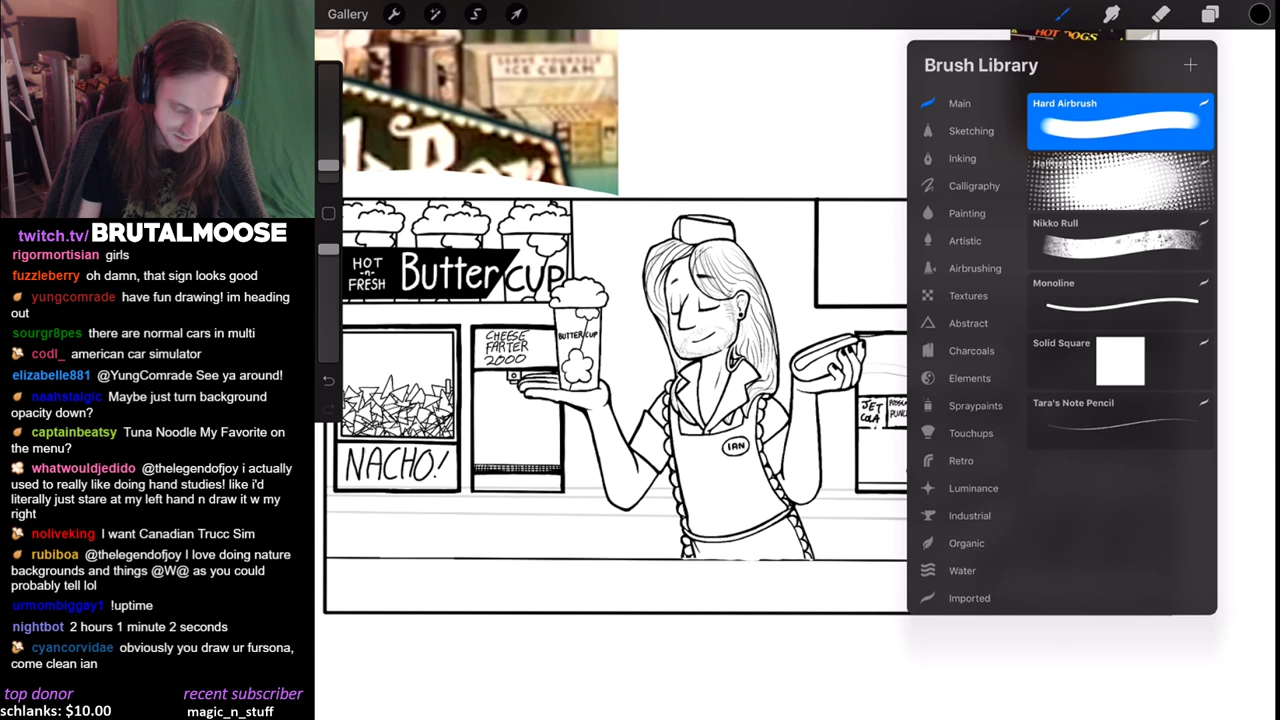 Gallery
HOT DOGS
Brush Library
Main
Sketching
Inking
Calligraphy
Painting
Artistic
Airbrushing
Textures
Abstract
Charcoals
Elements
Spraypaints
Touchups
Retro
Luminance
Industrial
Organic
Water
Imported
Hard Airbrush
Nikko Rull
Monoline
Solid Square
Tara's Note Pencil
SERVE YOURSELF
ICE CREAM
HOT
-n-
FRESH
Butter CUP
BUTTERCUP
CHEESE
FARTER
2000
NACHO!
IAN
JET
COLA
twitch.tv/BRUTALMOOSE
rigormortisian girls
fuzzleberry oh damn, that sign looks good
yungcomrade have fun drawing! im heading
out
sourgr8pes there are normal cars in multi
codl_ american car simulator
elizabelle881 @YungComrade See ya around!
naahstalgic Maybe just turn background
opacity down?
captainbeatsy Tuna Noodle My Favorite on
the menu?
whatwouldjedido @thelegendofjoy i actually
used to really like doing hand studies! like i'd
literally just stare at my left hand n draw it w my
right
noliveking I want Canadian Trucc Sim
rubiboa @thelegendofjoy I love doing nature
backgrounds and things @W@ as you could
probably tell lol
urmombiggay1 !uptime
nightbot 2 hours 1 minute 2 seconds
cyancorvidae obviously you draw ur fursona,
come clean ian
top donor
schlanks: $10.00
recent subscriber
magic_n_stuff